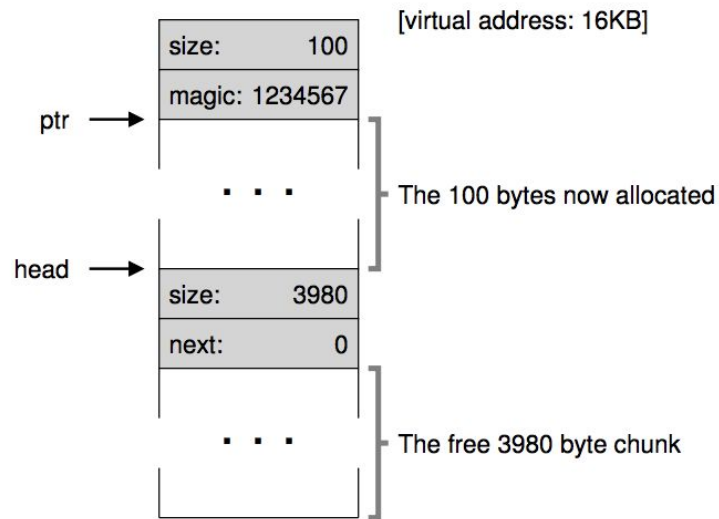 [virtual address: 16KB]
size: 100
magic: 1234567
ptr
. . .
The 100 bytes now allocated
head
size: 3980
next: 0
. . .
The free 3980 byte chunk